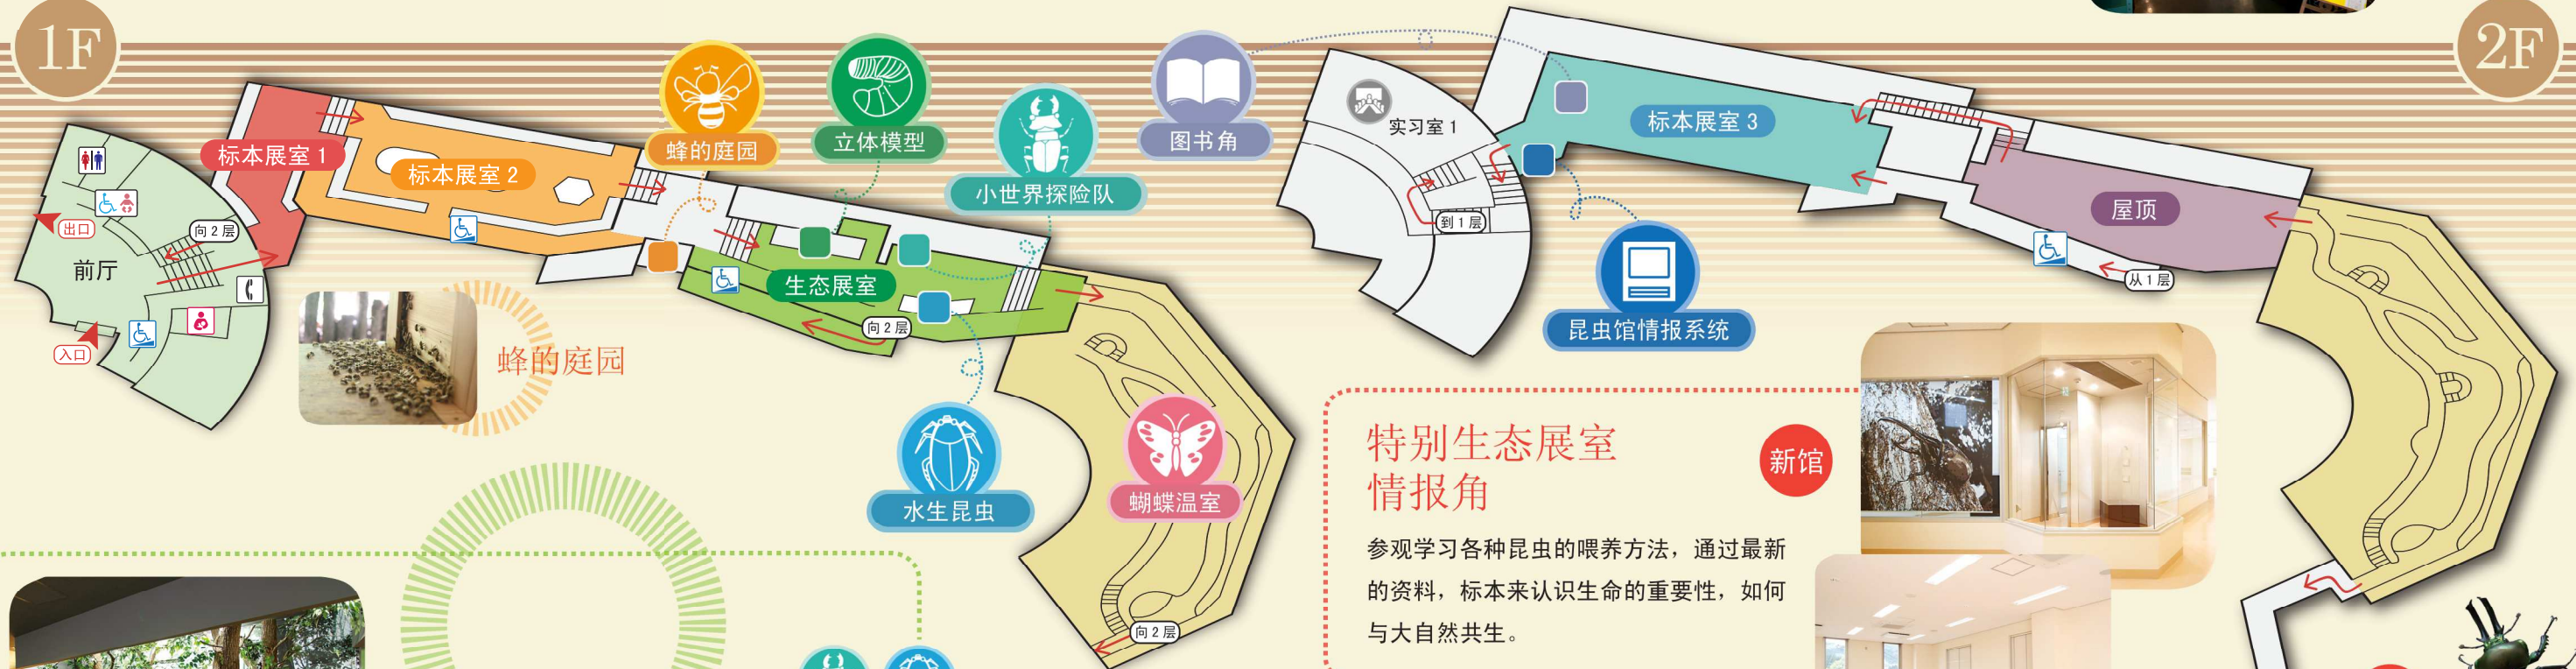 1F
标本展室 1
标本展室 2
蜂的庭园
立体模型
小世界探险队
出口
向 2 层
前厅
入口
生态展室
向 2 层
蜂的庭园
水生昆虫
蝴蝶温室
向 2 层
2F
图书角
实习室 1
标本展室 3
到 1 层
昆虫馆情报系统
屋顶
从 1 层
特别生态展室
情报角
新馆
参观学习各种昆虫的喂养方法，通过最新
的资料，标本来认识生命的重要性，如何
与大自然共生。